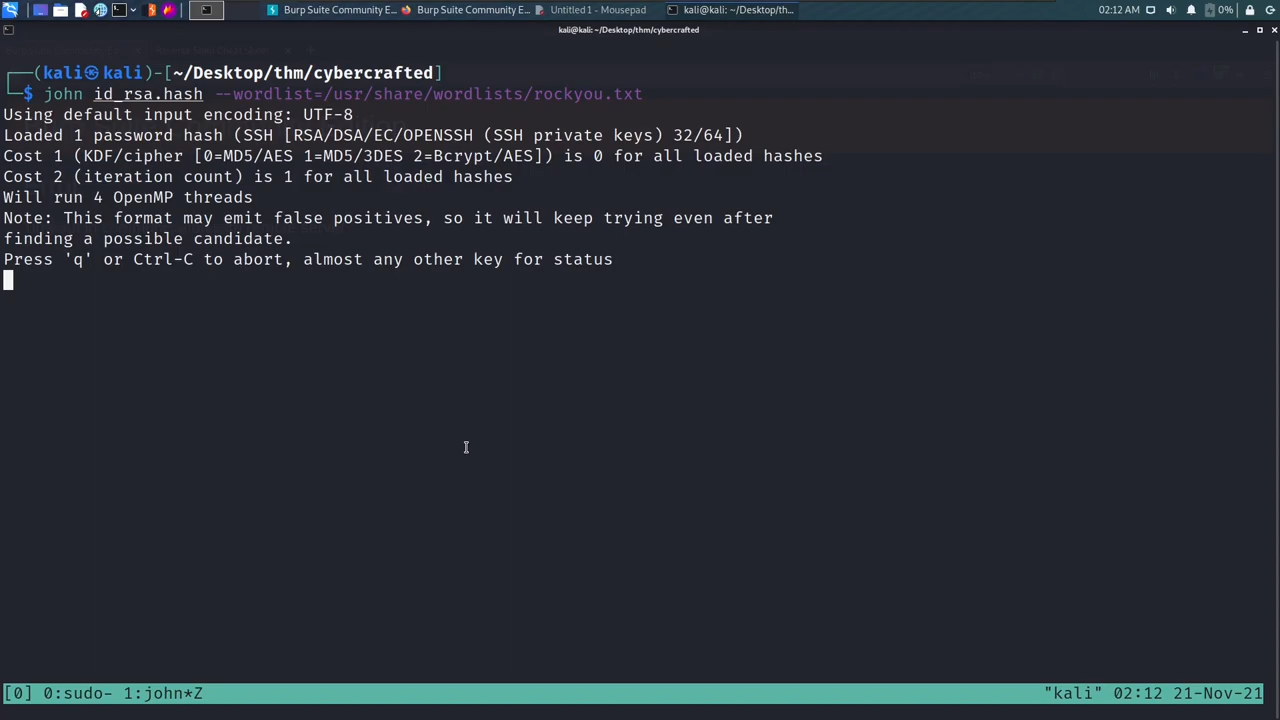 Burp Suite Community E...
Burp Suite Community E...
Untitled 1 - Mousepad
kali@kali: ~/Desktop/th...
02:12 AM
0%
kali@kali: ~/Desktop/thm/cybercrafted
┌──(kali㉿kali)-[~/Desktop/thm/cybercrafted]
└─$ john id_rsa.hash --wordlist=/usr/share/wordlists/rockyou.txt
Using default input encoding: UTF-8
Loaded 1 password hash (SSH [RSA/DSA/EC/OPENSSH (SSH private keys) 32/64])
Cost 1 (KDF/cipher [0=MD5/AES 1=MD5/3DES 2=Bcrypt/AES]) is 0 for all loaded hashes
Cost 2 (iteration count) is 1 for all loaded hashes
Will run 4 OpenMP threads
Note: This format may emit false positives, so it will keep trying even after
finding a possible candidate.
Press 'q' or Ctrl-C to abort, almost any other key for status
[0] 0:sudo- 1:john*Z
"kali" 02:12 21-Nov-21